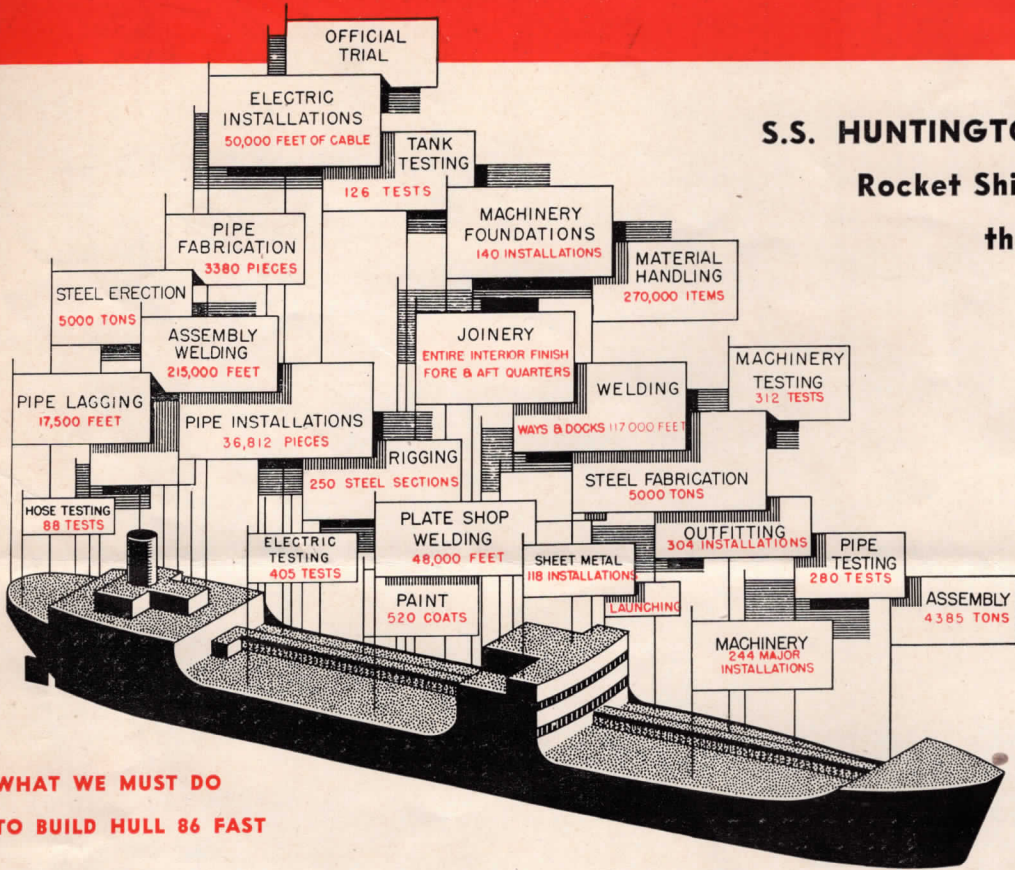 OFFICIAL
TRIAL
ELECTRIC
INSTALLATIONS
50,000 FEET OF CABLE
TANK
TESTING
126 TESTS
S.S. HUNTINGTO
Rocket Shi
th
MACHINERY
FOUNDATIONS
140 INSTALLATIONS
PIPE
FABRICATION
3380 PIECES
MATERIAL
HANDLING
270,000 ITEMS
STEEL ERECTION
5000 TONS
ASSEMBLY
WELDING
215,000 FEET
JOINERY
ENTIRE INTERIOR FINISH
FORE & AFT QUARTERS
MACHINERY
TESTING
312 TESTS
WELDING
WAYS & DOCKS 117000 FEET
PIPE LAGGING
17,500 FEET
PIPE INSTALLATIONS
36,812 PIECES
RIGGING
250 STEEL SECTIONS
STEEL FABRICATION
5000 TONS
HOSE TESTING
88 TESTS
PLATE SHOP
WELDING
48,000 FEET
OUTFITTING
304 INSTALLATIONS
ELECTRIC
TESTING
405 TESTS
SHEET METAL
118 INSTALLATIONS
PIPE
TESTING
280 TESTS
PAINT
520 COATS
LAUNCHING
ASSEMBLY
4385 TONS
MACHINERY
244 MAJOR
INSTALLATIONS
WHAT WE MUST DO
TO BUILD HULL 86 FAST